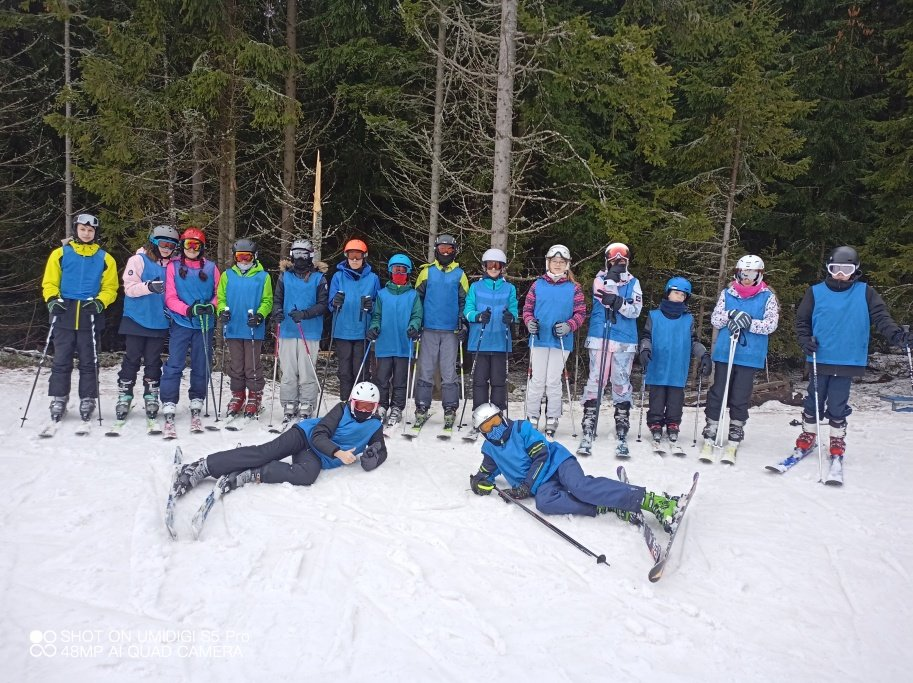 SHOT ON UMIDIGI S5 Pro
48MP AI QUAD CAMERA